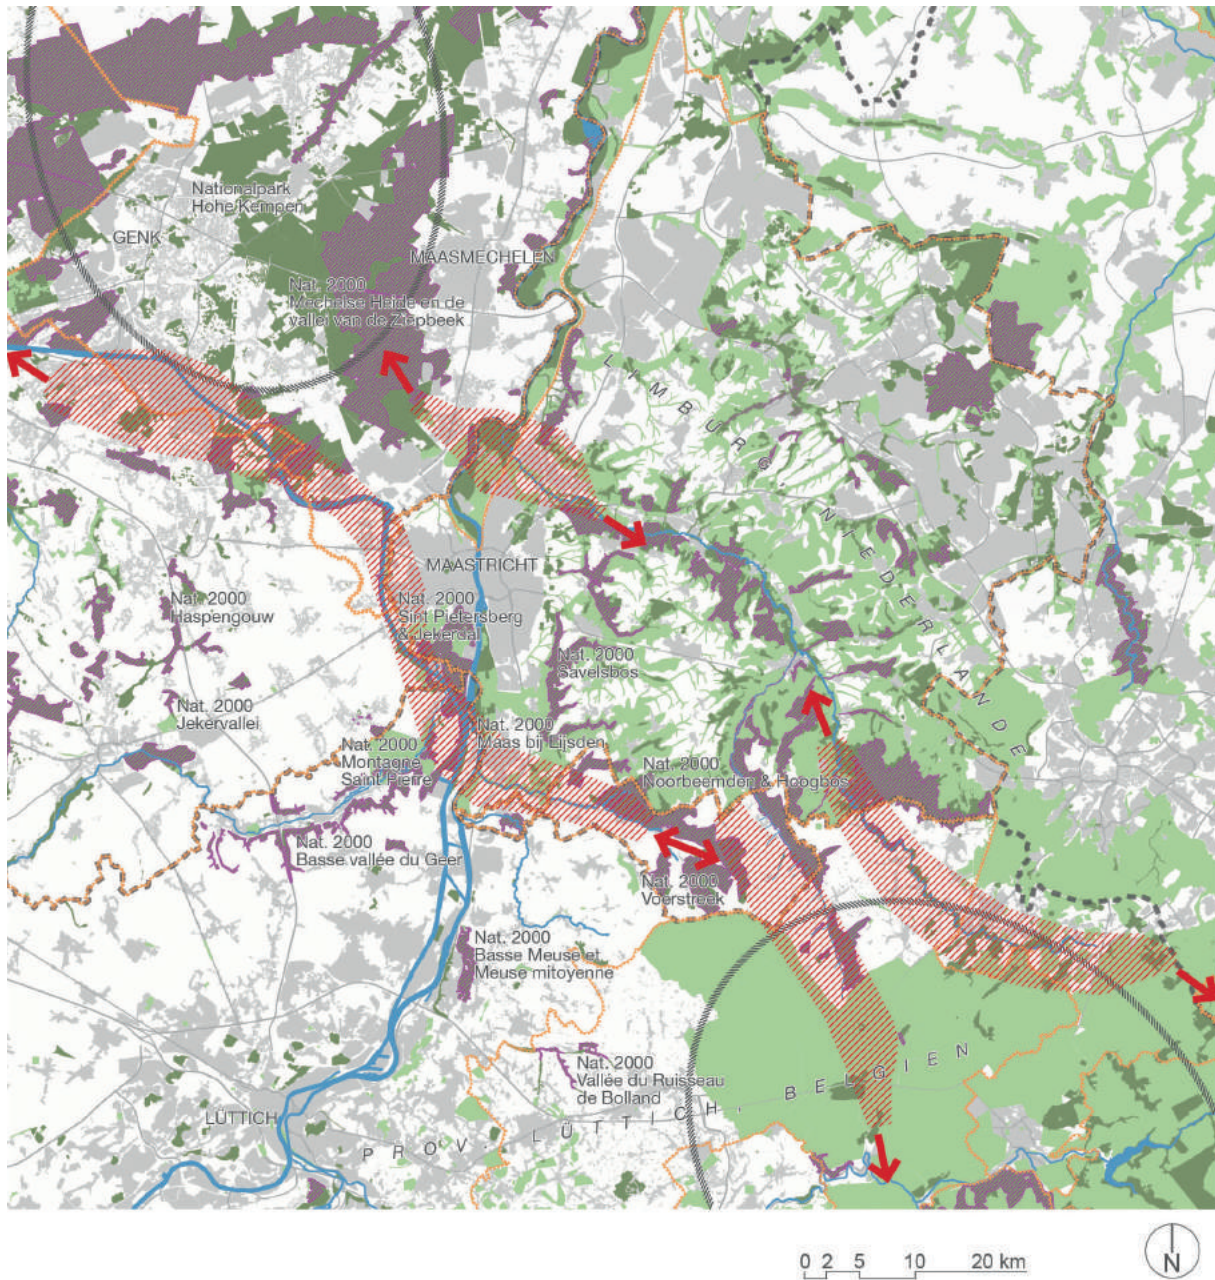 Nationalpark
Hohe Kempen
GENK
MAASMECHELEN
Nat. 2000
Mechelse Heide en de
vallei van de Ziepbeek
LIMBURG, NIEDERLANDE
MAASTRICHT
Nat. 2000
Haspengouw
Nat. 2000
Sint Pietersberg
& Jekerdal
Nat. 2000
Savelsbos
Nat. 2000
Jekervallei
Nat. 2000
Maas bij Eijsden
Nat. 2000
Montagne
Saint Pierre
Nat. 2000
Noorbeemden & Hoogbos
Nat. 2000
Basse vallée du Geer
Nat. 2000
Voerstreek
Nat. 2000
Basse Meuse et
Meuse mitoyenne
Nat. 2000
Vallée du Ruisseau
de Bolland
LÜTTICH
PROV. LÜTTICH, BELGIEN
0 2 5 10 20 km
N